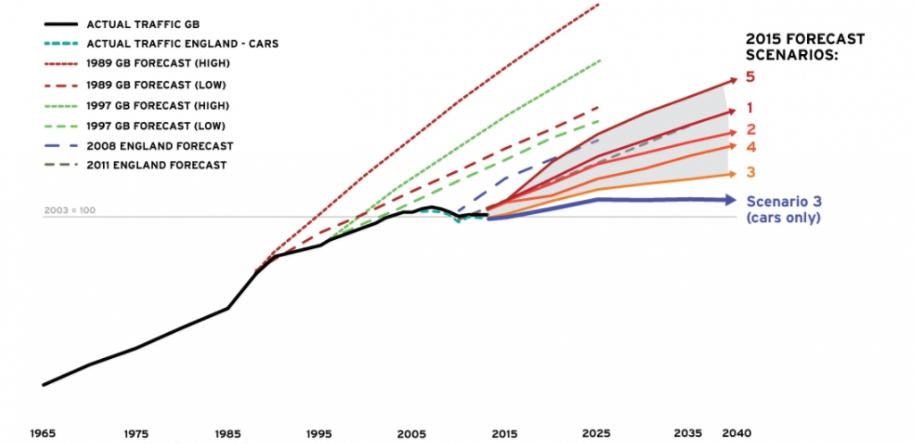 ACTUAL TRAFFIC GB
ACTUAL TRAFFIC ENGLAND - CARS
1989 GB FORECAST (HIGH)
1989 GB FORECAST (LOW)
1997 GB FORECAST (HIGH)
1997 GB FORECAST (LOW)
2008 ENGLAND FORECAST
2011 ENGLAND FORECAST
2015 FORECAST
SCENARIOS:
5
1
2
4
3
Scenario 3
(cars only)
2003 = 100
1965 1975 1985 1995 2005 2015 2025 2035 2040